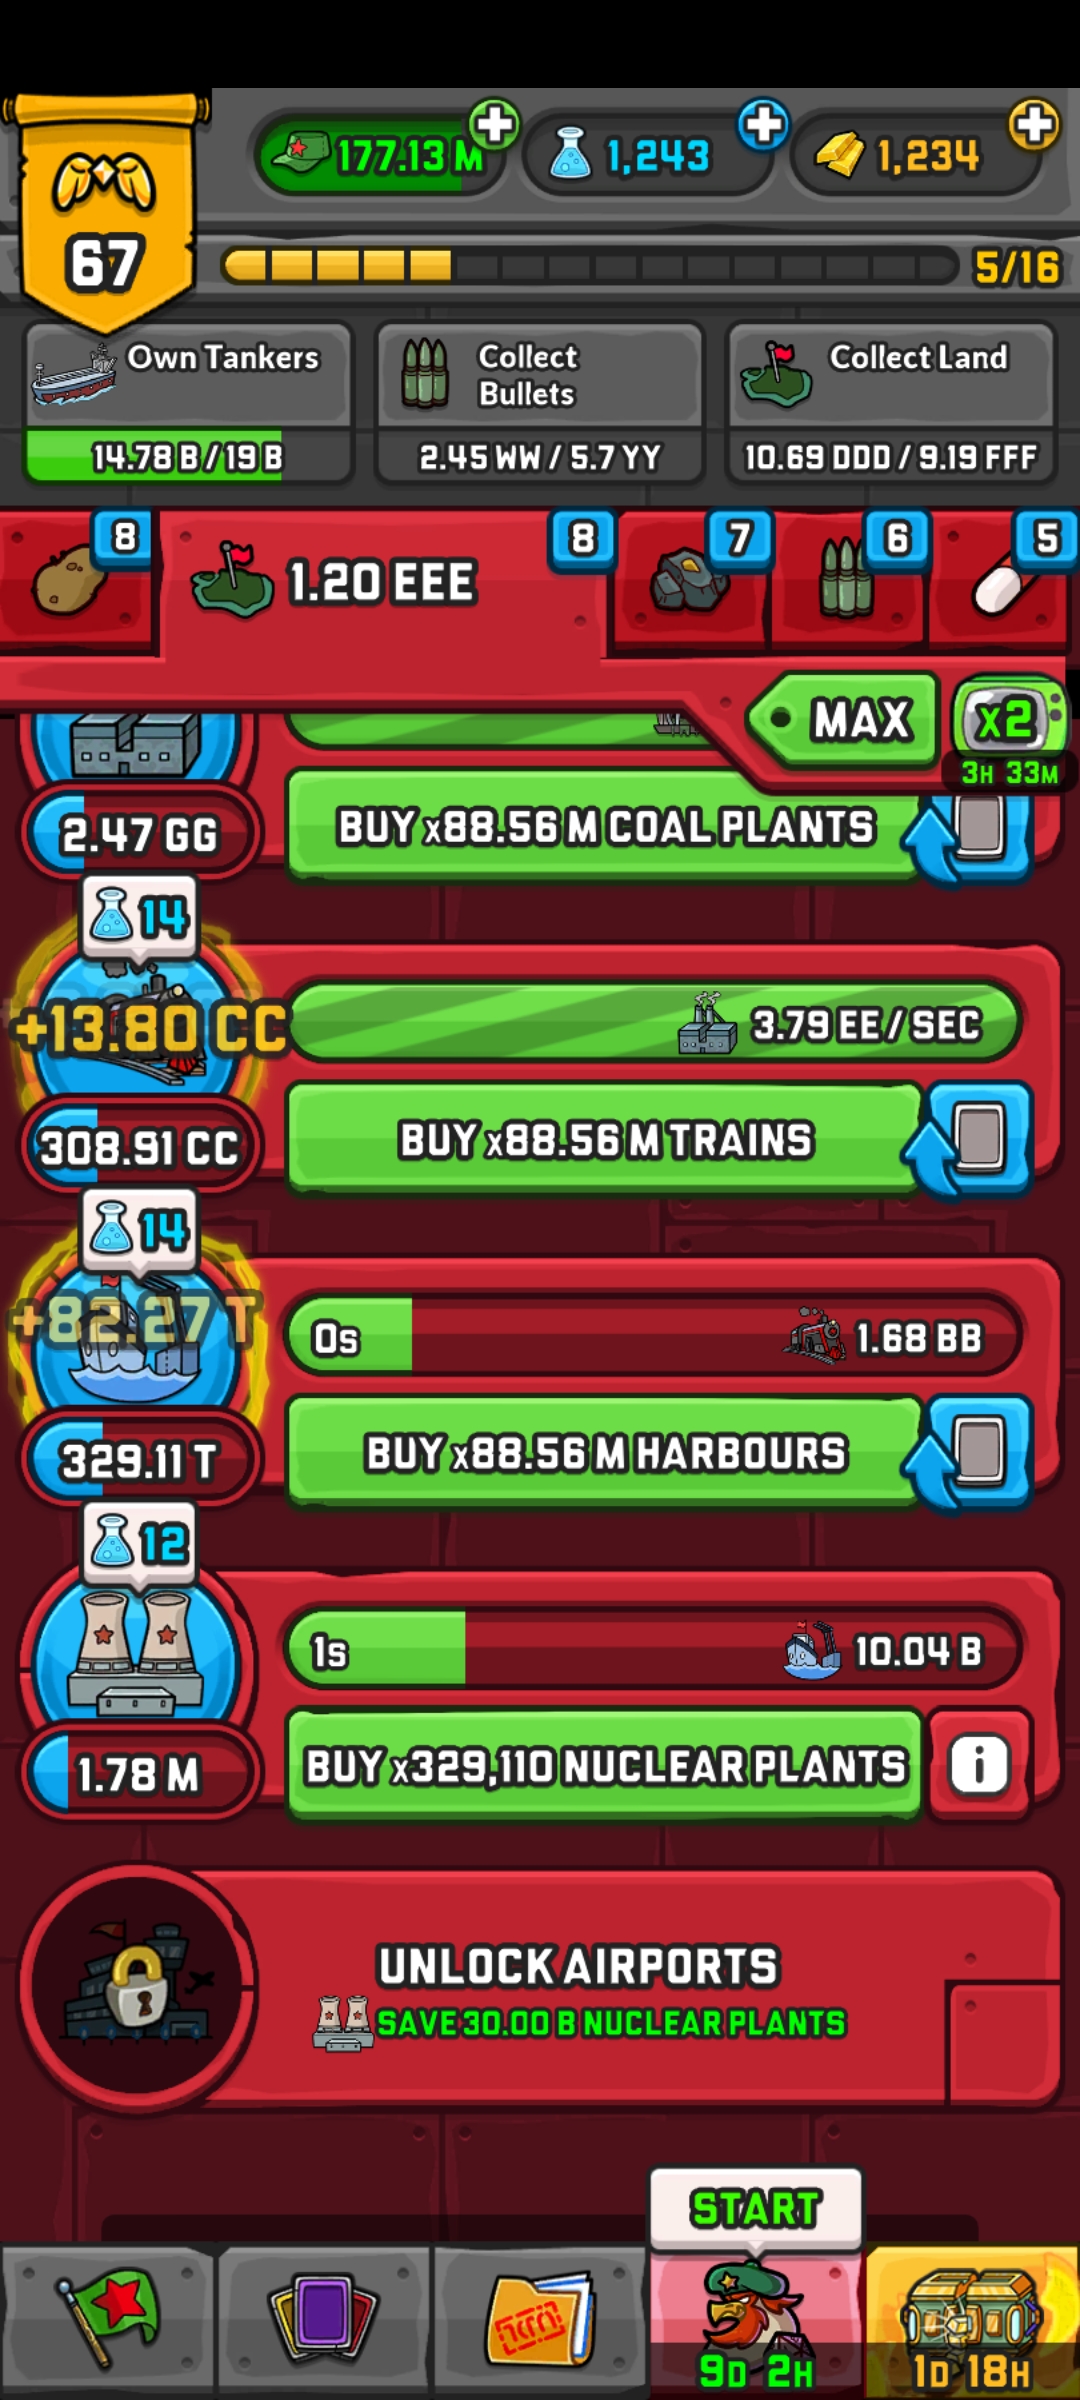 177.13 M
1,243
1,234
67
5/16
Own Tankers
14.78 B / 19 B
Collect
Bullets
2.45 WW / 5.7 YY
Collect Land
10.69 DDD / 9.19 FFF
8
1.20 EEE
8
7
6
5
MAX
x2
3H 33M
2.47 GG
BUY x88.56 M COAL PLANTS
14
+13.80 CC
3.79 EE / SEC
308.91 CC
BUY x88.56 M TRAINS
14
+82.27 T
0s
1.68 BB
329.11 T
BUY x88.56 M HARBOURS
12
1s
10.04 B
1.78 M
BUY x329,110 NUCLEAR PLANTS
i
UNLOCK AIRPORTS
SAVE 30.00 B NUCLEAR PLANTS
START
9D 2H
1D 18H